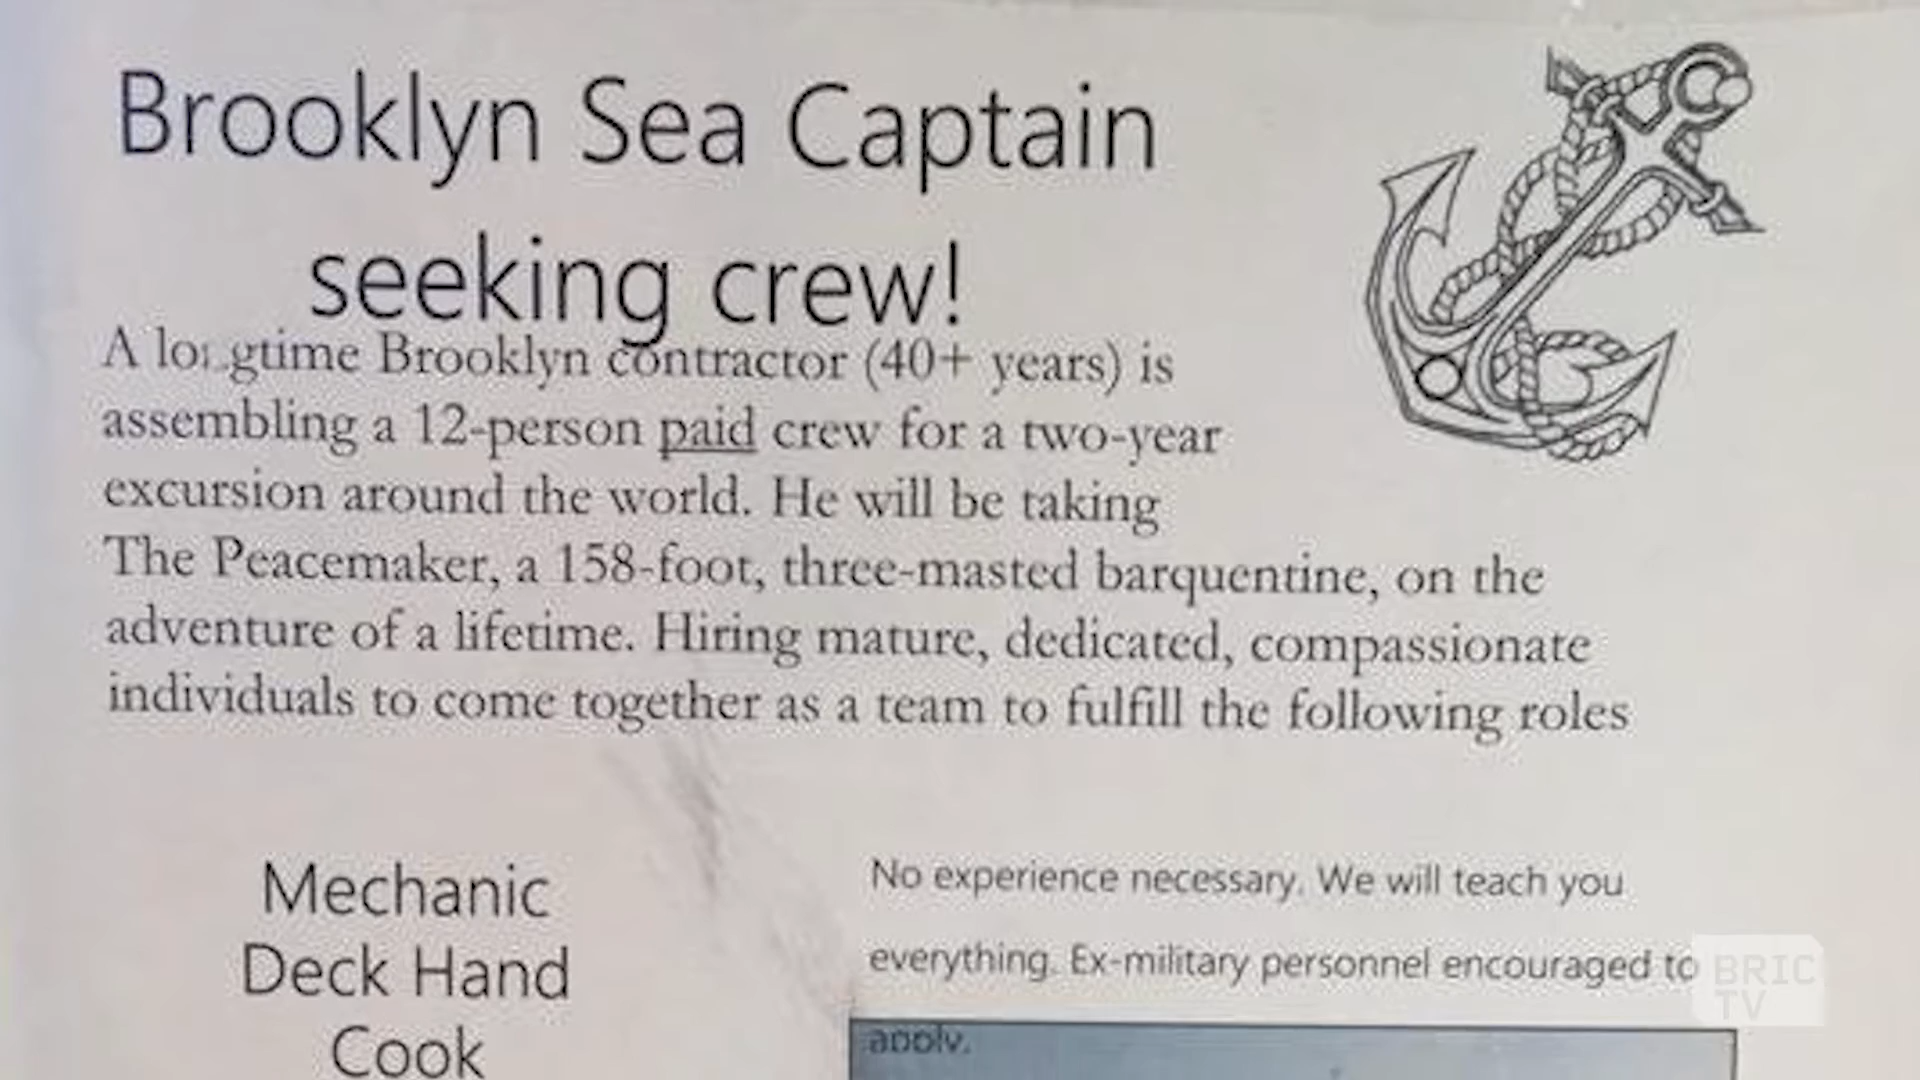 Brooklyn Sea Captain
seeking crew!
A longtime Brooklyn contractor (40+ years) is
assembling a 12-person paid crew for a two-year
excursion around the world. He will be taking
The Peacemaker, a 158-foot, three-masted barquentine, on the
adventure of a lifetime. Hiring mature, dedicated, compassionate
individuals to come together as a team to fulfill the following roles
Mechanic
Deck Hand
Cook
No experience necessary. We will teach you
everything. Ex-military personnel encouraged to
apply.
BRIC
TV